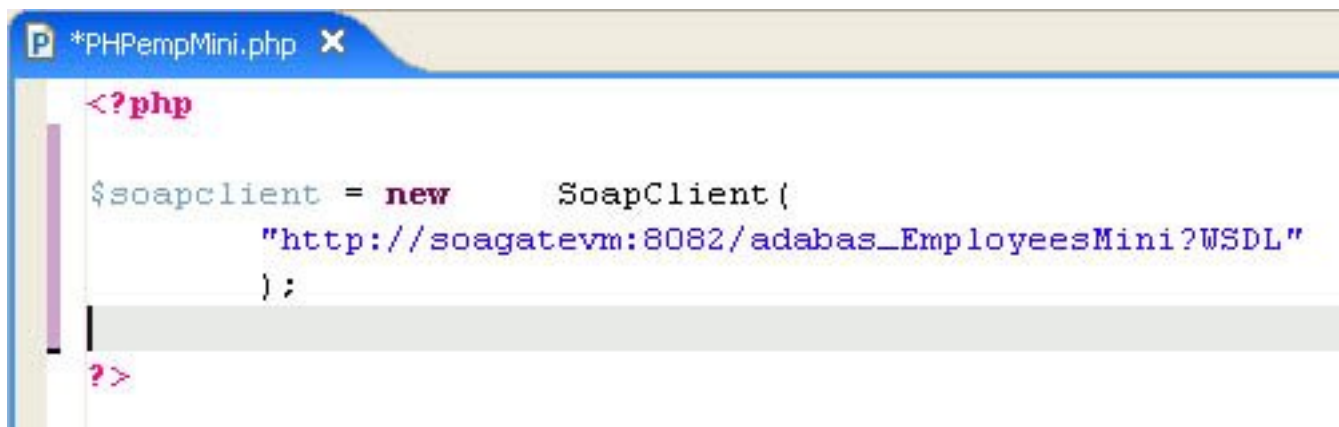 P *PHPempMini.php
<?php
$soapclient = new     SoapClient(
        "http://soagatevm:8082/adabas_EmployeesMini?WSDL"
        );
?>